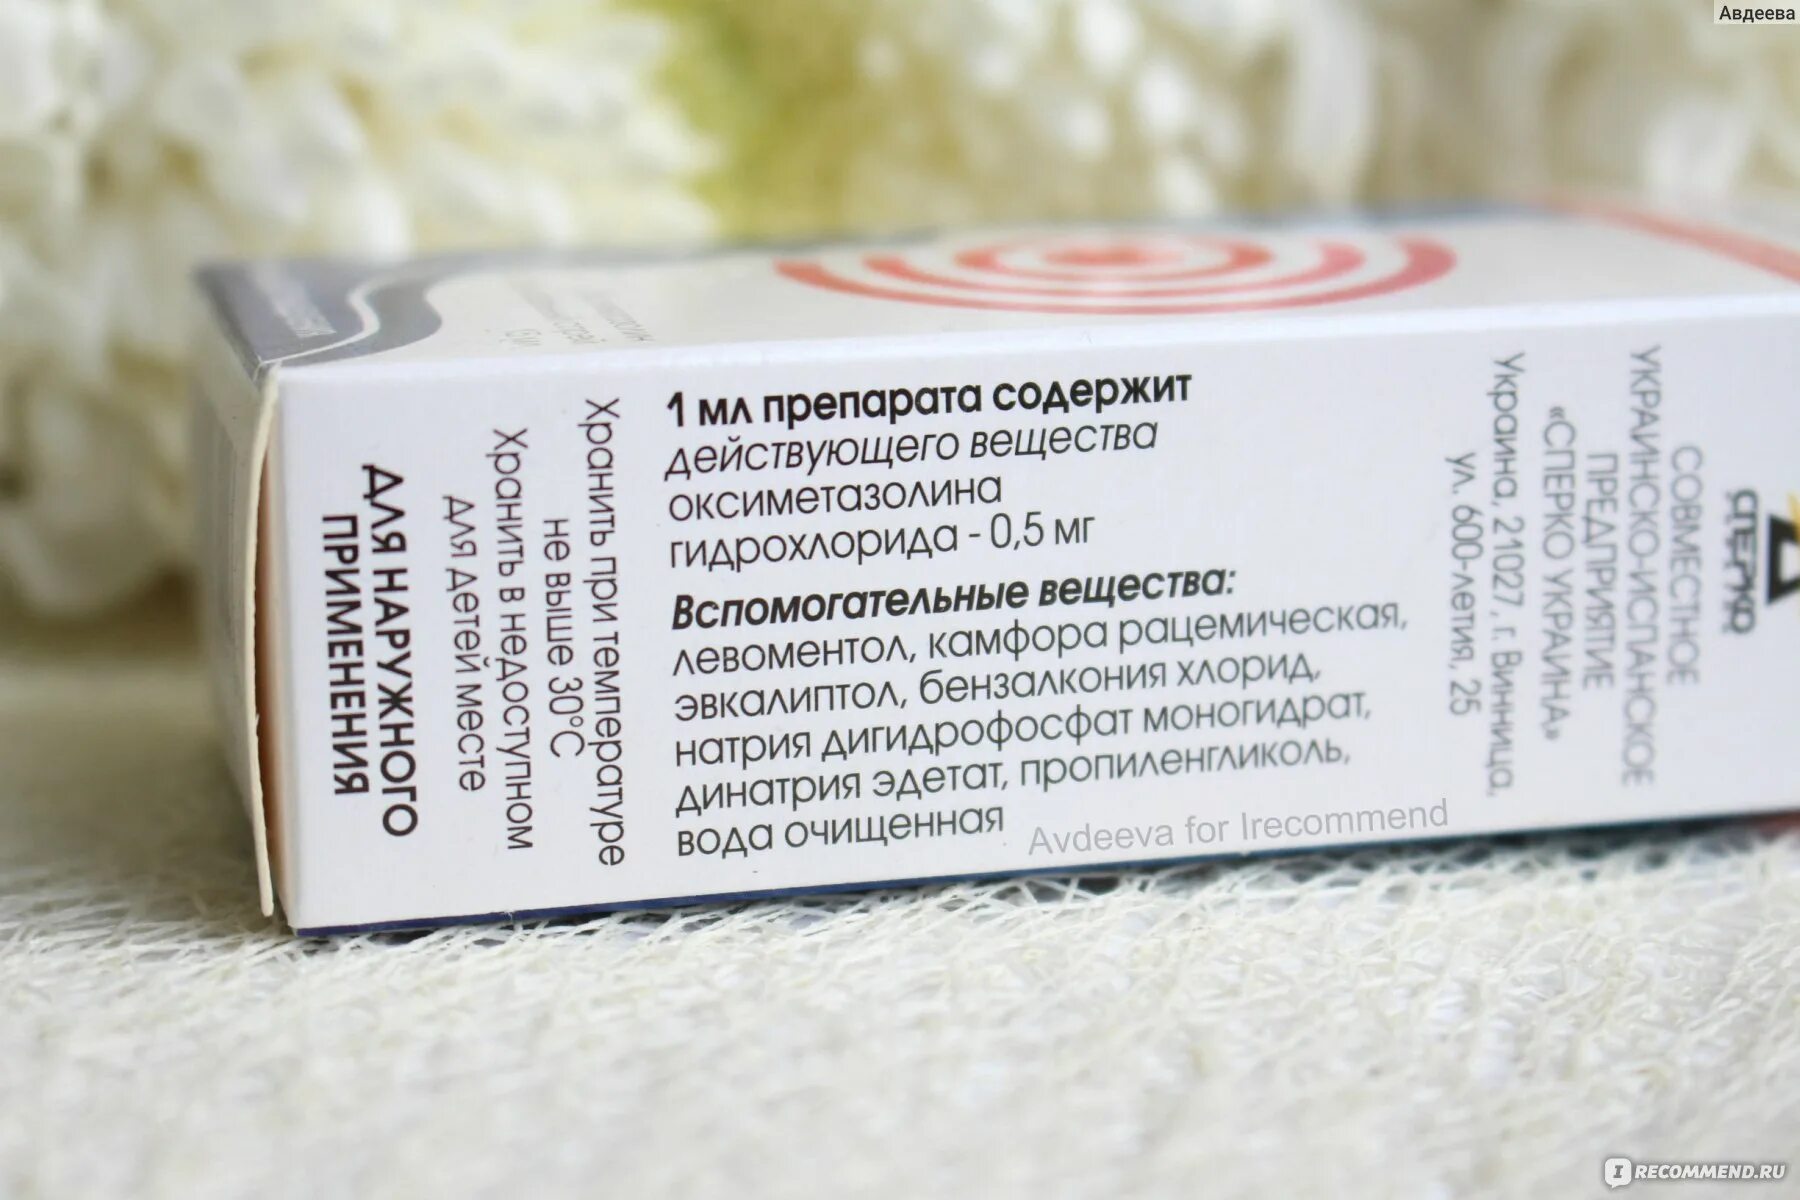 Авдеева
ДЛЯ НАРУЖНОГО
ПРИМЕНЕНИЯ
Хранить при температуре
не выше 30°С
Хранить в недоступном
для детей месте
1 мл препарата содержит
действующего вещества
оксиметазолина
гидрохлорида - 0,5 мг
Вспомогательные вещества:
левоментол, камфора рацемическая,
эвкалиптол, бензалкония хлорид,
натрия дигидрофосфат моногидрат,
динатрия эдетат, пропиленгликоль,
вода очищенная
Avdeeva for Irecommend
СПЕРКО
СОВМЕСТНОЕ
УКРАИНСКО-ИСПАНСКОЕ
ПРЕДПРИЯТИЕ
«СПЕРКО УКРАИНА»
Украина, 21027, г. Винница,
ул. 600-летия, 25
IRECOMMEND.RU